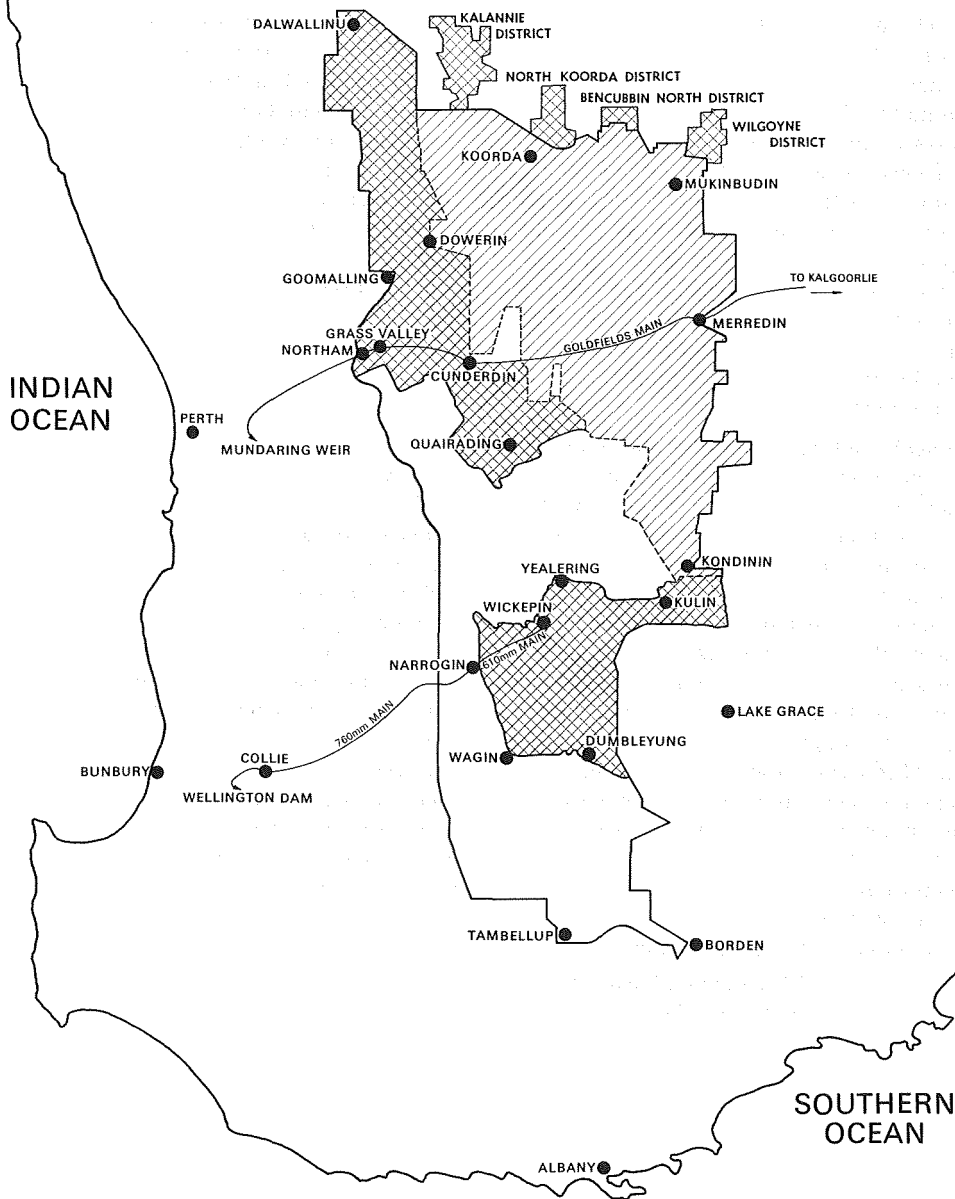 DALWALLINU
KALANNIE
DISTRICT
NORTH KOORDA DISTRICT
BENCUBBIN NORTH DISTRICT
WILGOYNE
DISTRICT
KOORDA
MUKINBUDIN
DOWERIN
GOOMALLING
TO KALGOORLIE
MERREDIN
GRASS VALLEY
GOLDFIELDS MAIN
NORTHAM
CUNDERDIN
INDIAN
OCEAN
PERTH
MUNDARING WEIR
QUAIRADING
KONDININ
YEALERING
KULIN
WICKEPIN
610mm MAIN
NARROGIN
760mm MAIN
LAKE GRACE
DUMBLEYUNG
WAGIN
COLLIE
BUNBURY
WELLINGTON DAM
TAMBELLUP
BORDEN
SOUTHERN
OCEAN
ALBANY